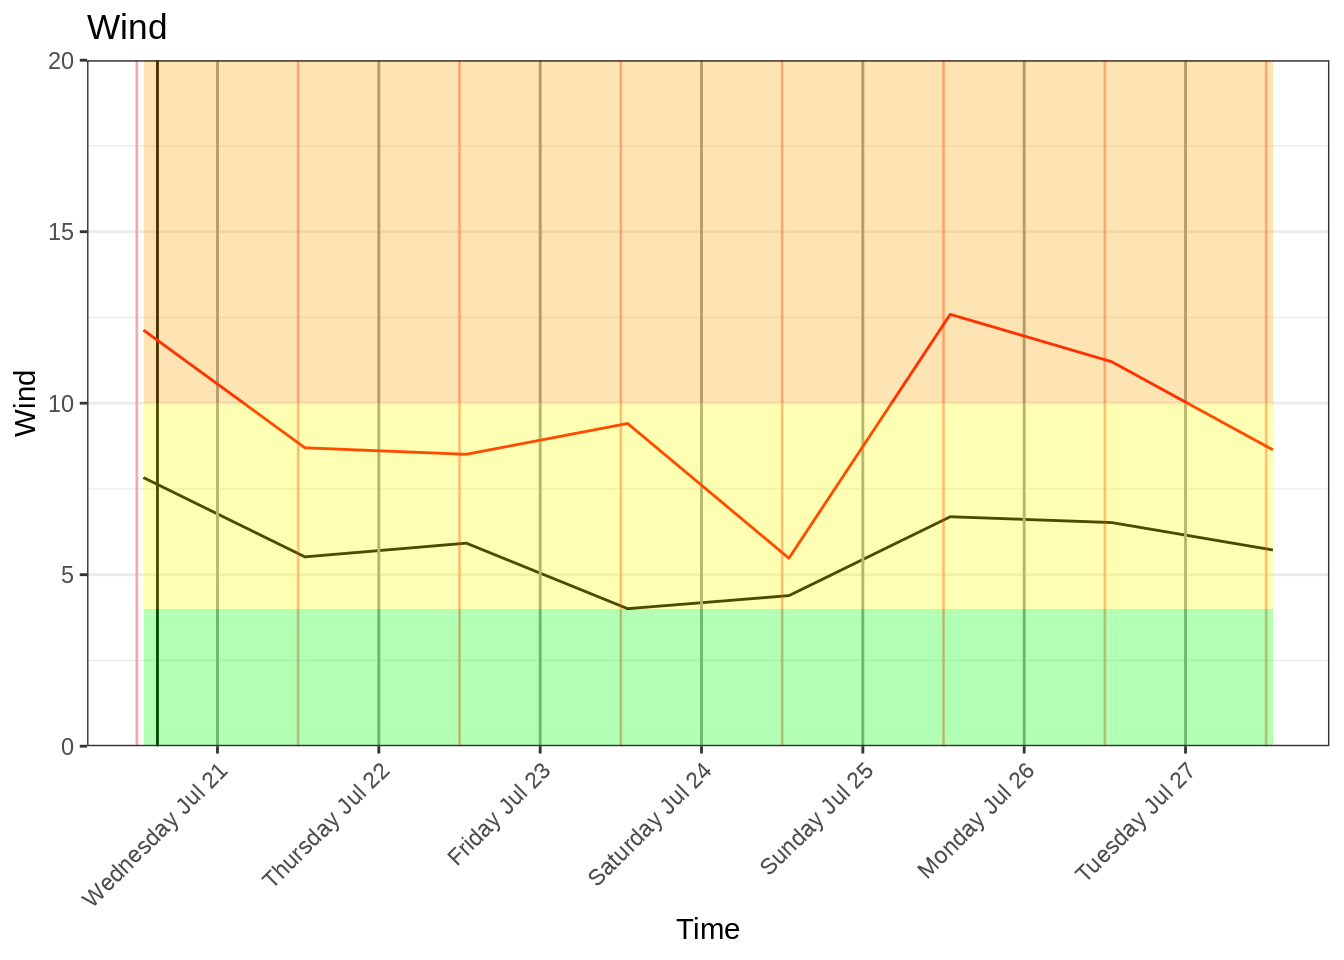 Wind
20
15
10
5
0
Wind
Wednesday Jul 21
Thursday Jul 22
Friday Jul 23
Saturday Jul 24
Sunday Jul 25
Monday Jul 26
Tuesday Jul 27
Time